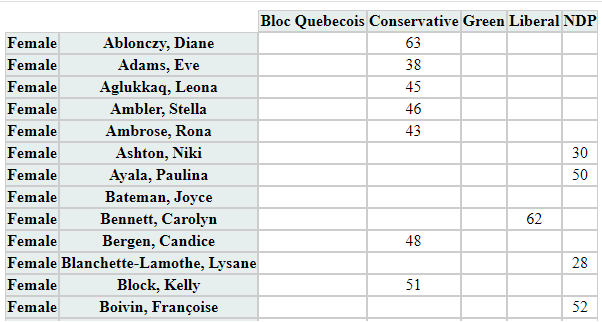 Bloc Quebecois Conservative Green Liberal NDP
Female Ablonczy, Diane 63
Female Adams, Eve 38
Female Aglukkaq, Leona 45
Female Ambler, Stella 46
Female Ambrose, Rona 43
Female Ashton, Niki 30
Female Ayala, Paulina 50
Female Bateman, Joyce
Female Bennett, Carolyn 62
Female Bergen, Candice 48
Female Blanchette-Lamothe, Lysane 28
Female Block, Kelly 51
Female Boivin, Françoise 52